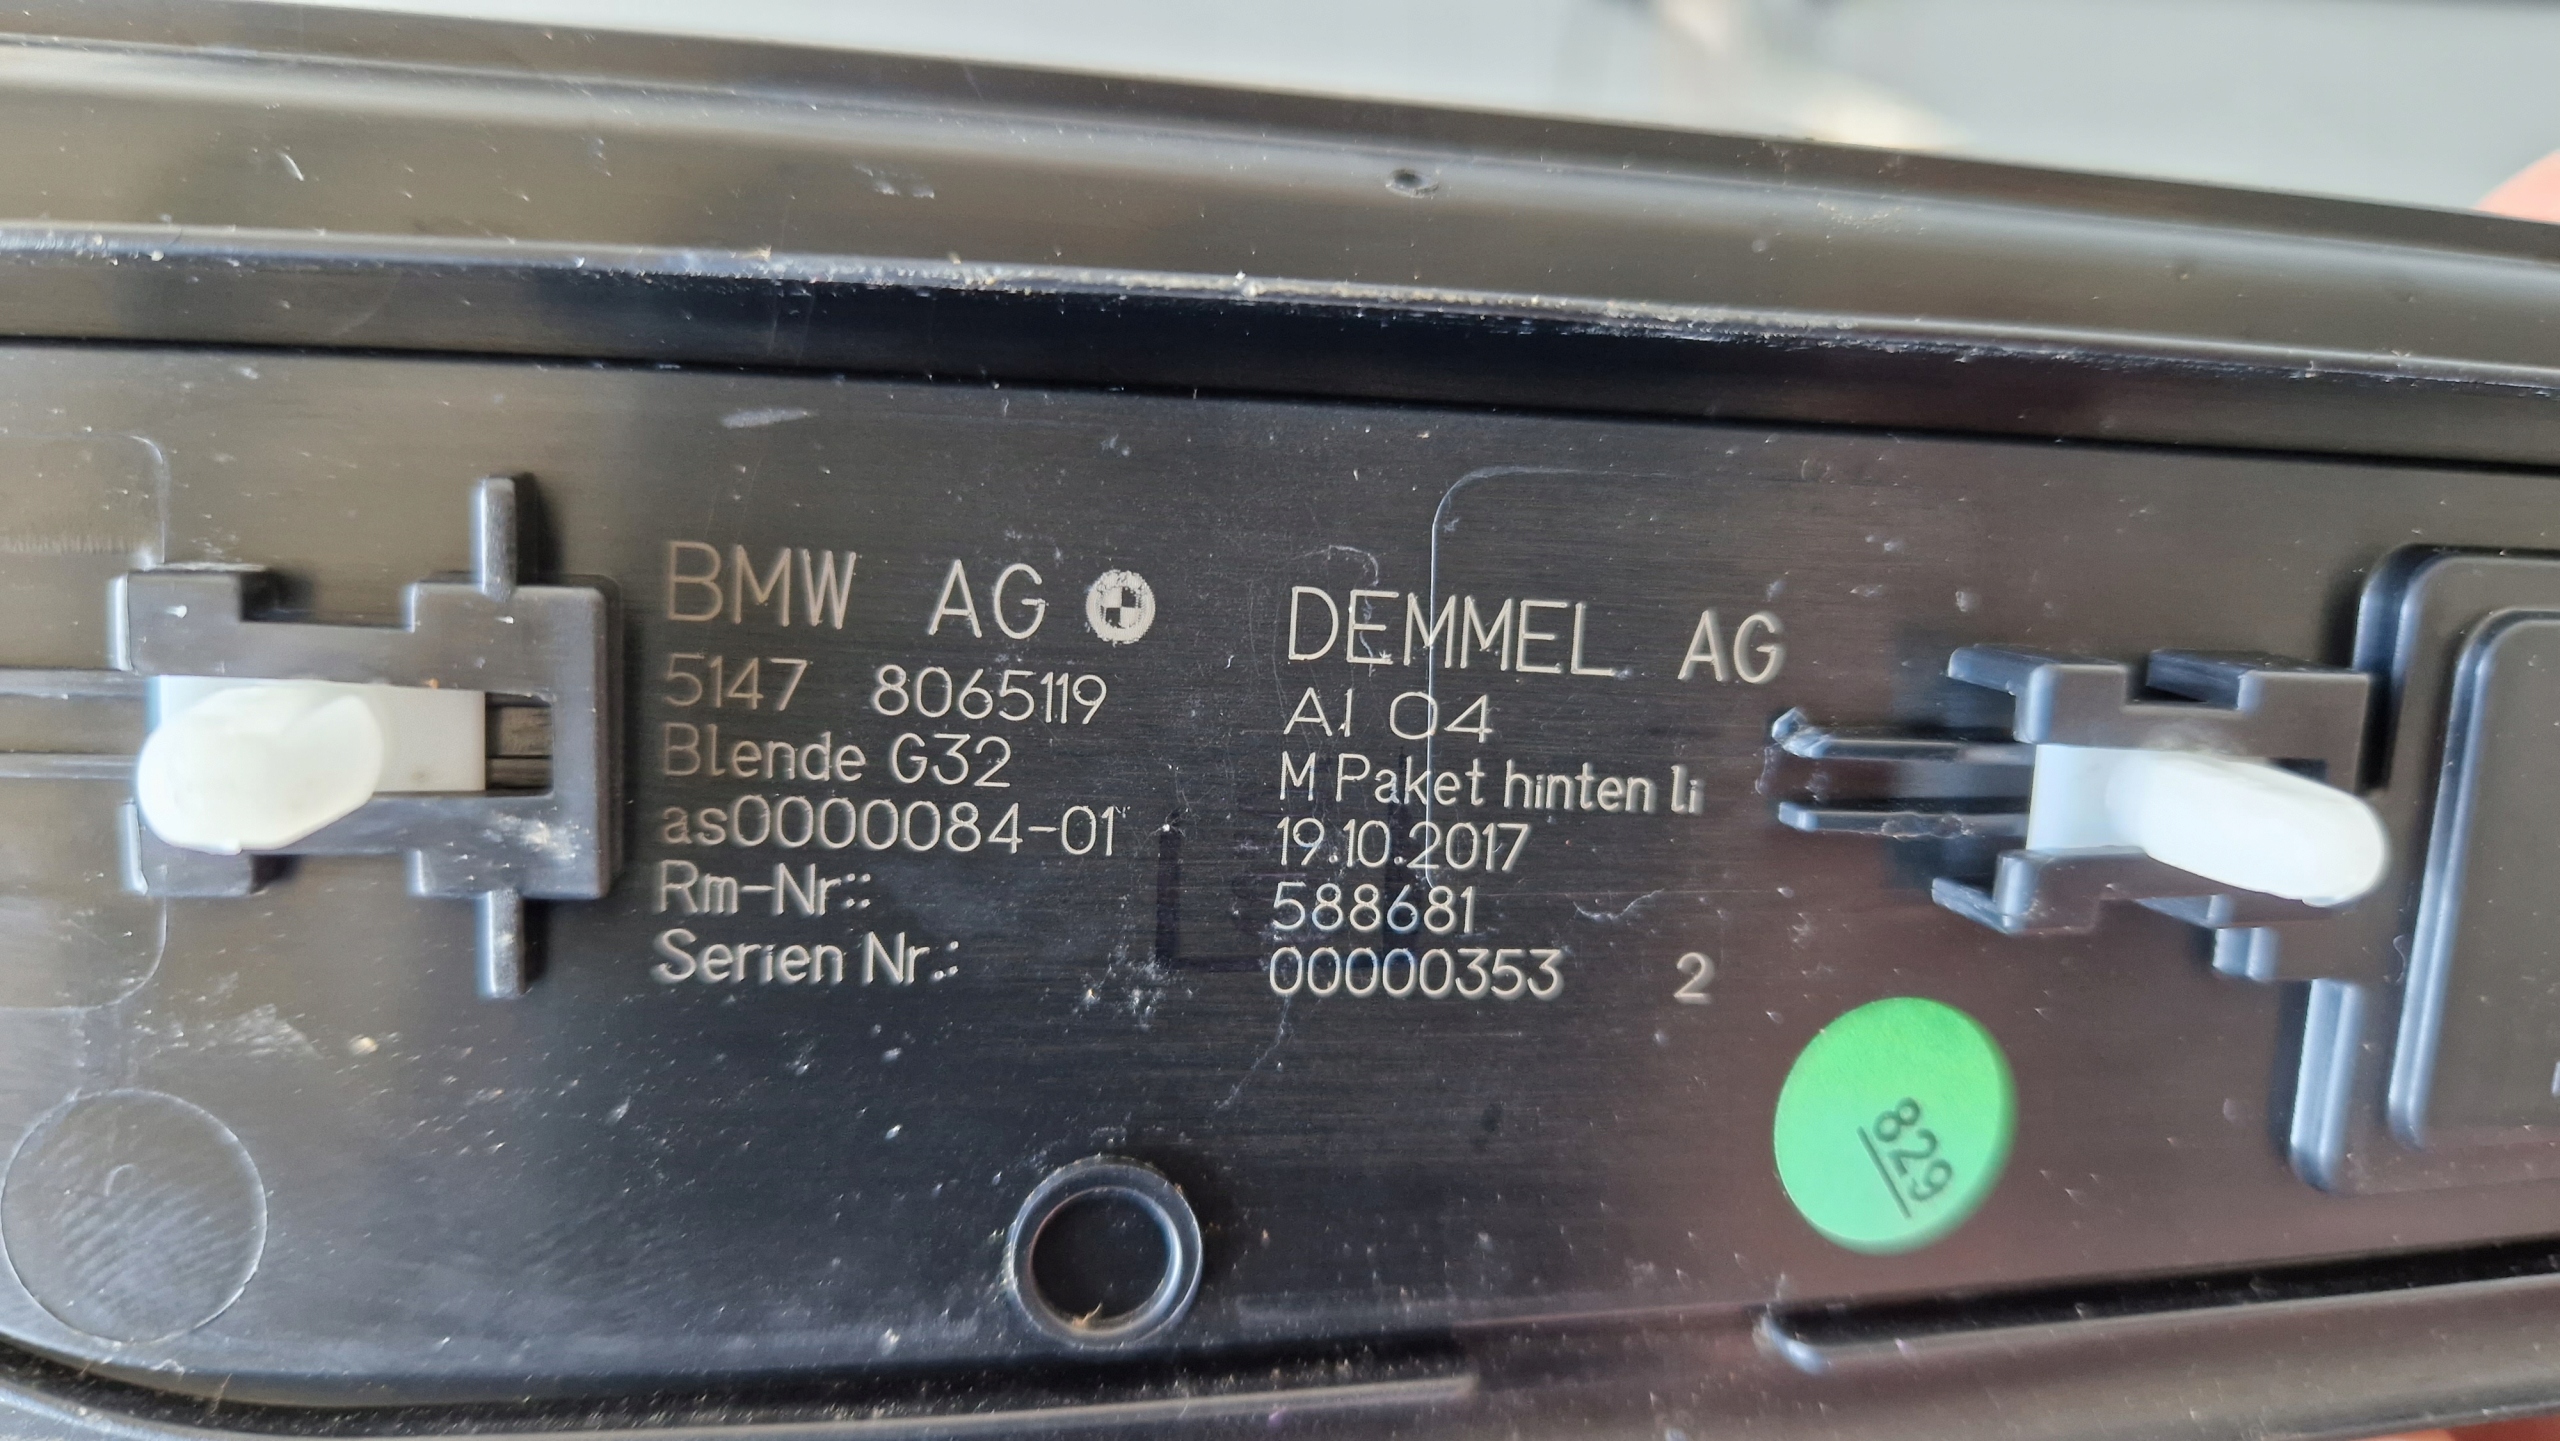 BMW AG
5147 8065119
Blende G32
as0000084-01
Rm-Nr::
Serien Nr.:
DEMMEL AG
AI 04
M Paket hinten li
19.10.2017
588681
00000353 2
829